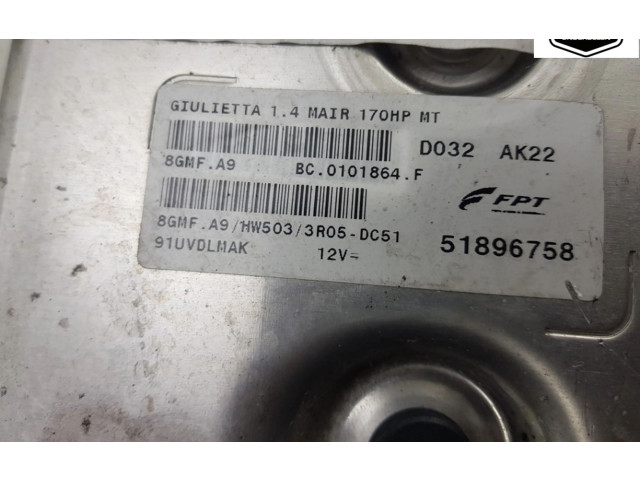 GIULIETTA 1.4 MAIR 170HP MT
D032 AK22
8GMF.A9 BC.0101864.F
FPT
8GMF.A9/HW503/3R05-DC51
91UVDLMAK 12V=
51896758